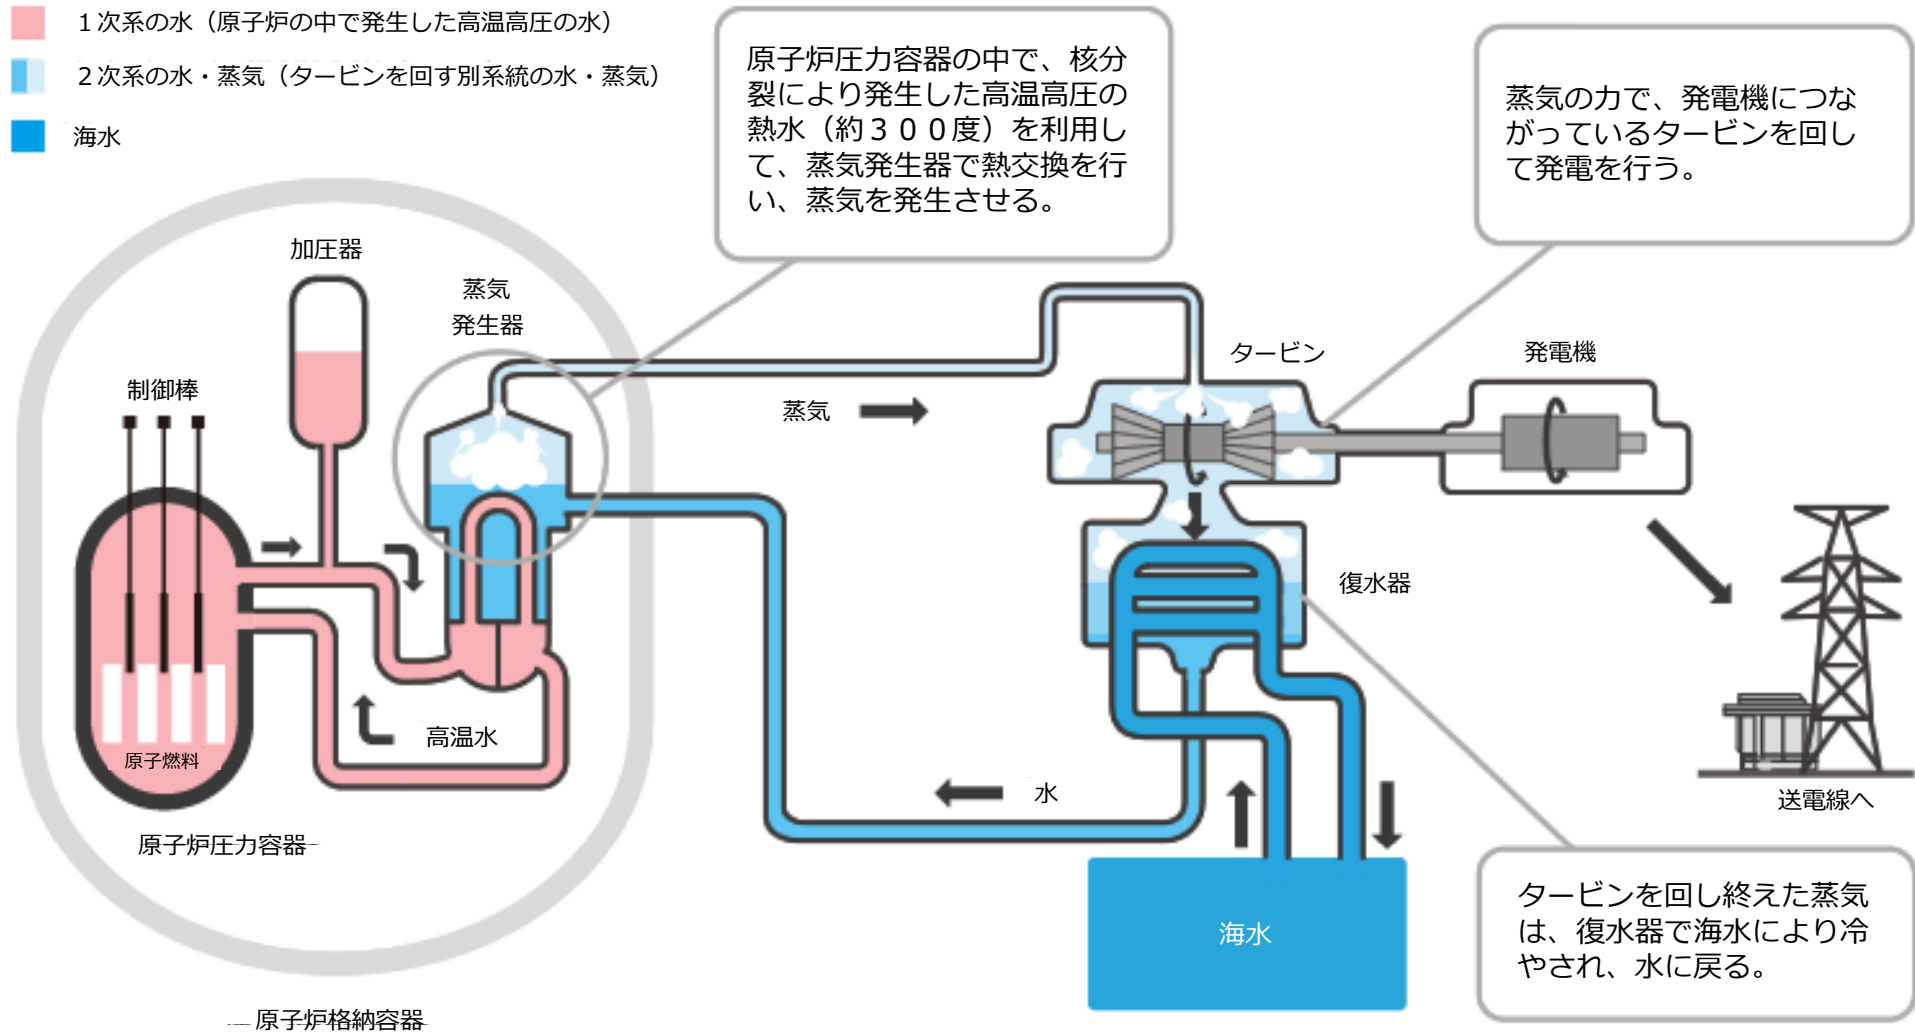 １次系の水（原子炉の中で発生した高温高圧の水）
２次系の水・蒸気（タービンを回す別系統の水・蒸気）
海水
原子炉圧力容器の中で、核分
裂により発生した高温高圧の
熱水（約３００度）を利用し
て、蒸気発生器で熱交換を行
い、蒸気を発生させる。
蒸気の力で、発電機につな
がっているタービンを回し
て発電を行う。
加圧器
蒸気
発生器
制御棒
タービン
発電機
蒸気
復水器
高温水
原子燃料
水
送電線へ
原子炉圧力容器
海水
タービンを回し終えた蒸気
は、復水器で海水により冷
やされ、水に戻る。
原子炉格納容器